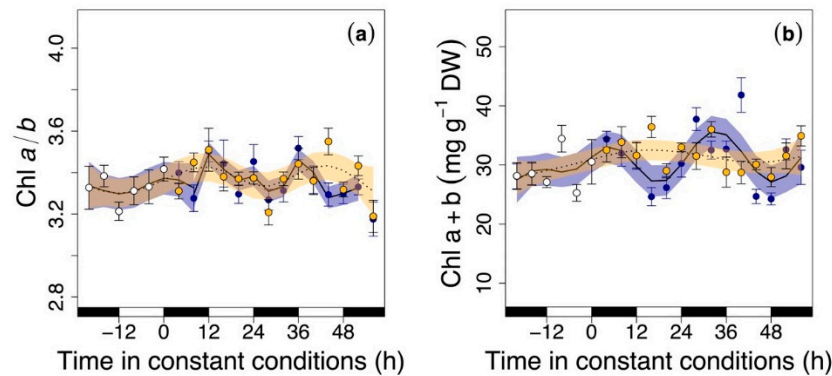 (a)
Chl a/b
4.0
3.6
3.2
2.8
−12 0 12 24 36 48
Time in constant conditions (h)
(b)
Chl a + b (mg g⁻¹ DW)
50
40
30
20
10
−12 0 12 24 36 48
Time in constant conditions (h)